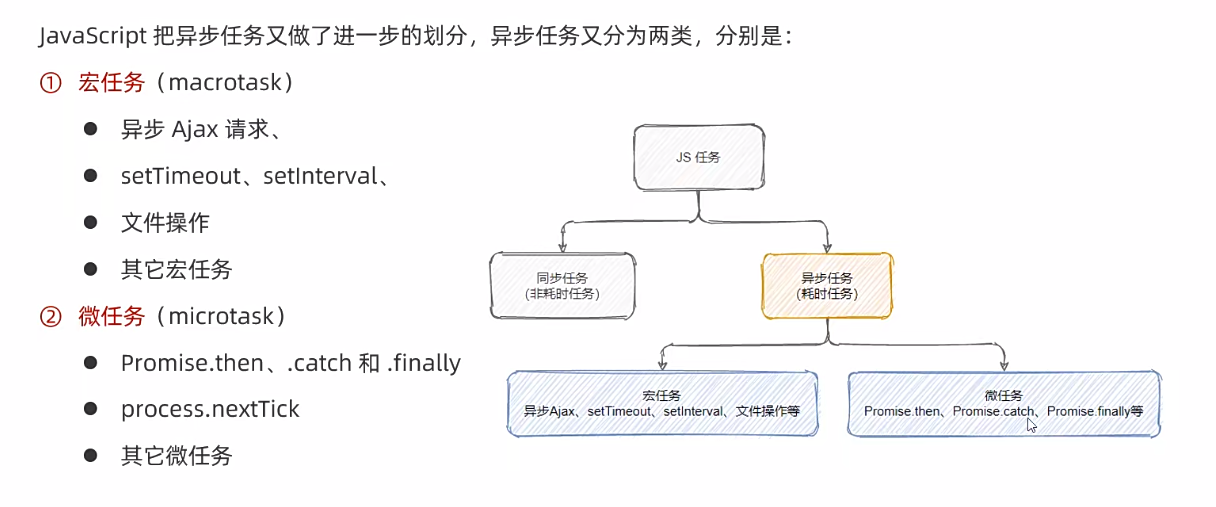 JavaScript 把异步任务又做了进一步的划分，异步任务又分为两类，分别是：
① 宏任务（macrotask）
● 异步 Ajax 请求、
● setTimeout、setInterval、
● 文件操作
● 其它宏任务
② 微任务（microtask）
● Promise.then、.catch 和 .finally
● process.nextTick
● 其它微任务
JS 任务
同步任务
（非耗时任务）
异步任务
（耗时任务）
宏任务
异步Ajax、setTimeout、setInterval、文件操作等
微任务
Promise.then、Promise.catch、Promise.finally等